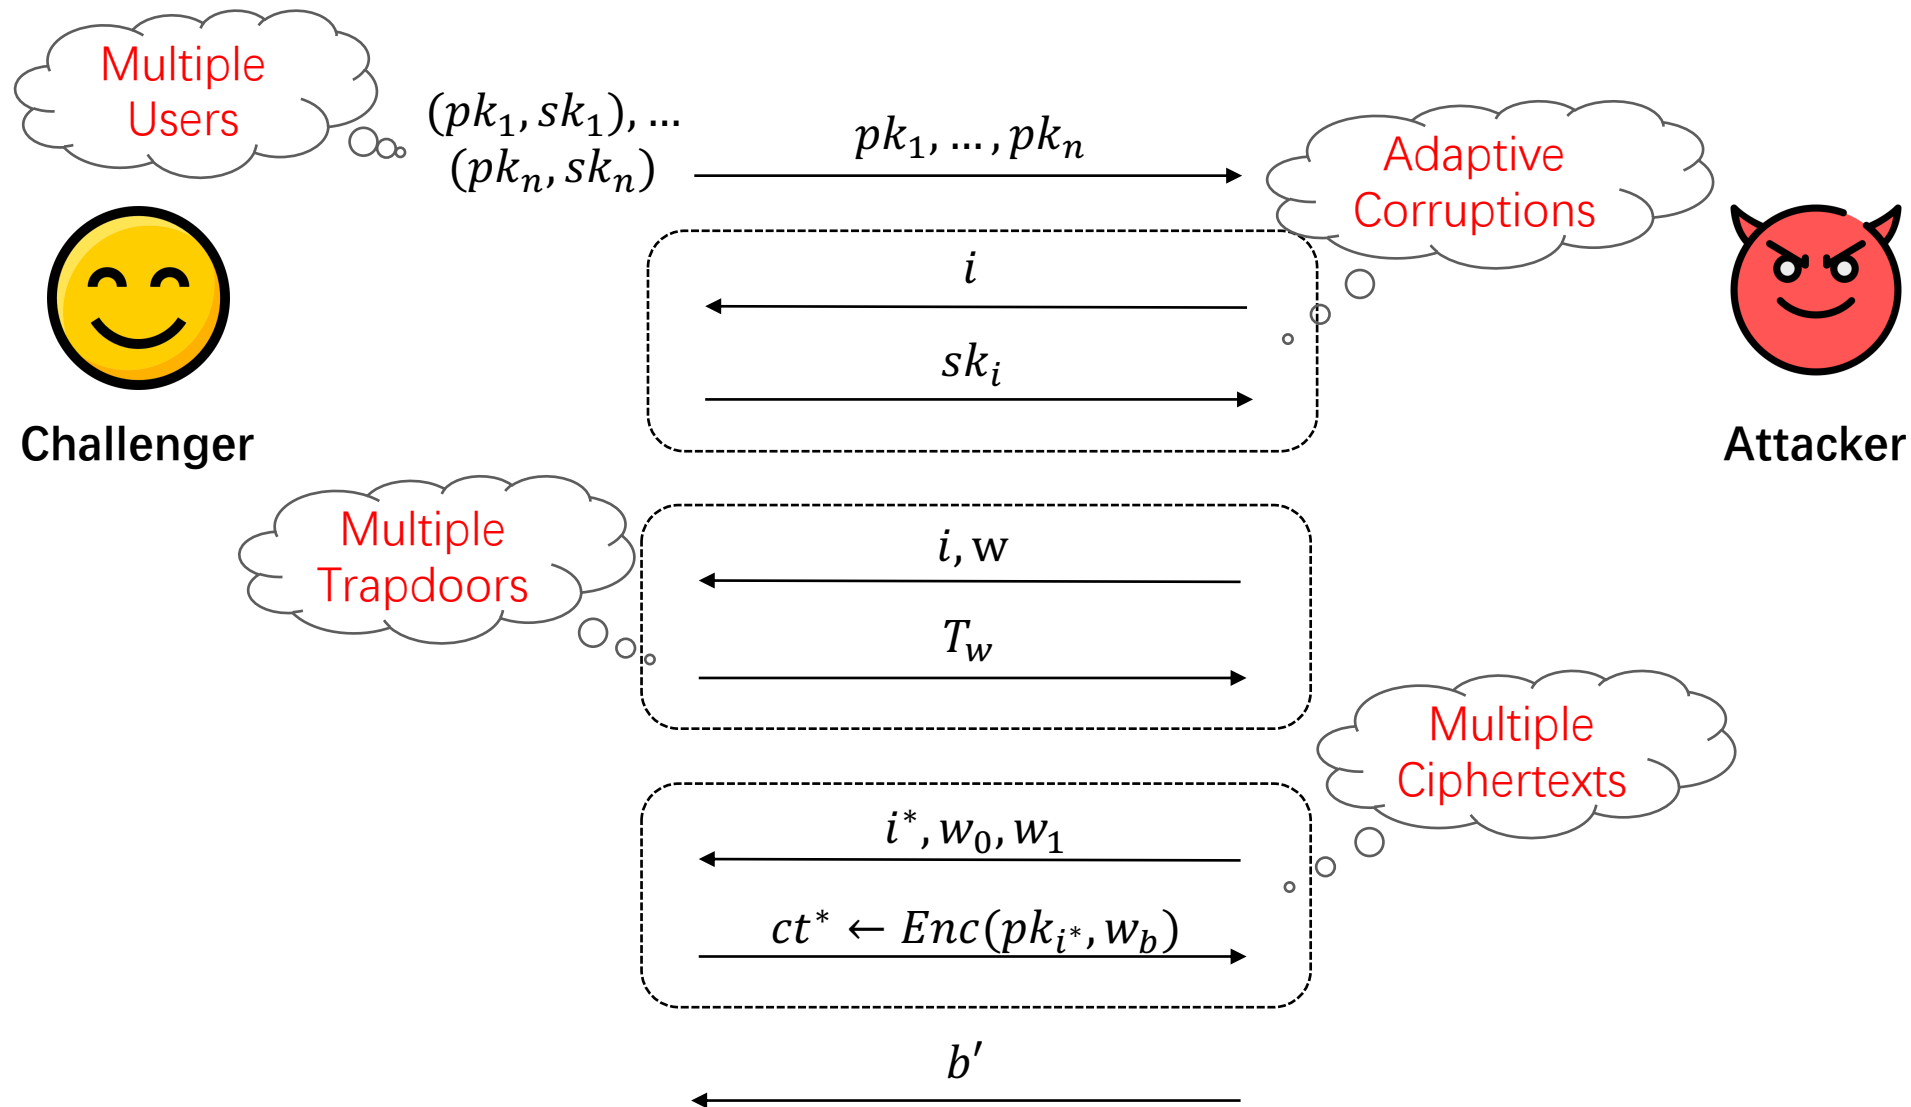 Multiple
Users
(pk₁, sk₁), …
(pkₙ, skₙ)
pk₁, … , pkₙ
Adaptive
Corruptions
i
skᵢ
Challenger
Attacker
Multiple
Trapdoors
i, w
T_w
Multiple
Ciphertexts
i*, w₀, w₁
ct* ← Enc(pk_{i*}, w_b)
b′